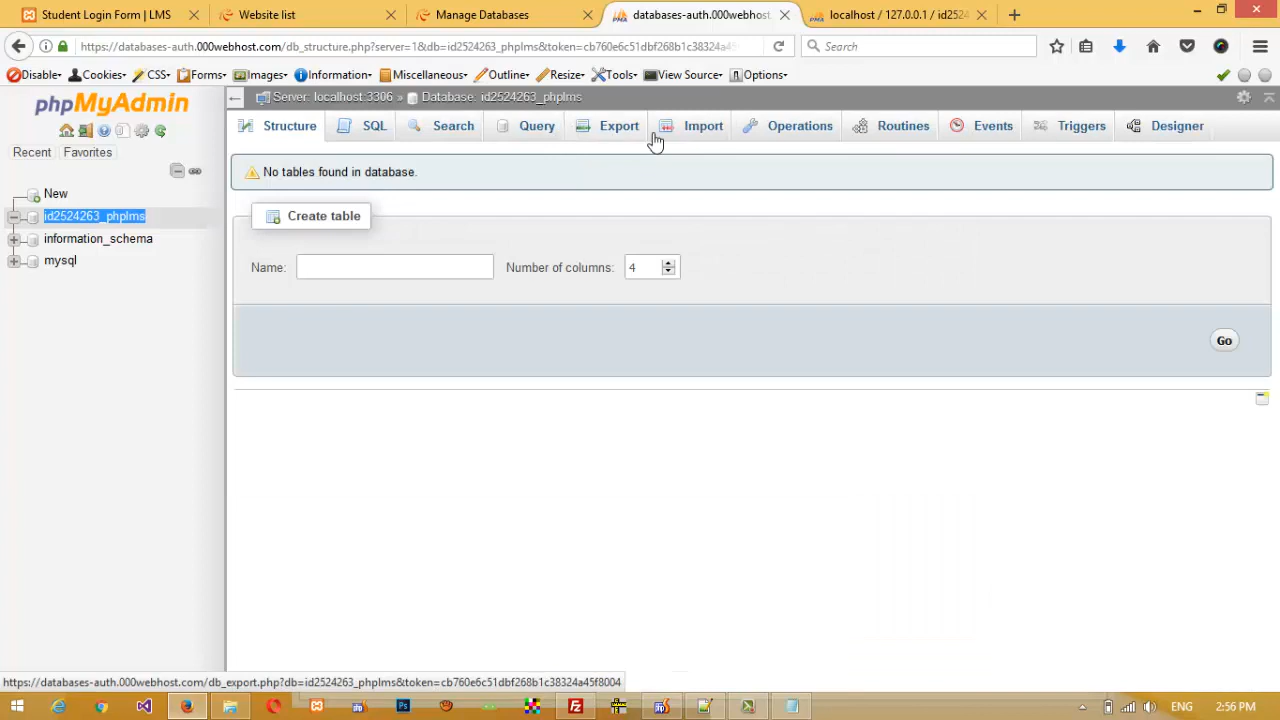 Student Login Form | LMS
Website list
Manage Databases
databases-auth.000webhost
localhost / 127.0.0.1 / id2524
https://databases-auth.000webhost.com/db_structure.php?server=1&db=id2524263_phplms&token=cb760e6c51dbf268b1c38324a45
Search
Disable
Cookies
CSS
Forms
Images
Information
Miscellaneous
Outline
Resize
Tools
View Source
Options
phpMyAdmin
Recent
Favorites
New
id2524263_phplms
information_schema
mysql
Server: localhost:3306 » Database: id2524263_phplms
Structure
SQL
Search
Query
Export
Import
Operations
Routines
Events
Triggers
Designer
No tables found in database.
Create table
Name:
Number of columns: 4
Go
https://databases-auth.000webhost.com/db_export.php?db=id2524263_phplms&token=cb760e6c51dbf268b1c38324a45f8004
ENG
2:56 PM